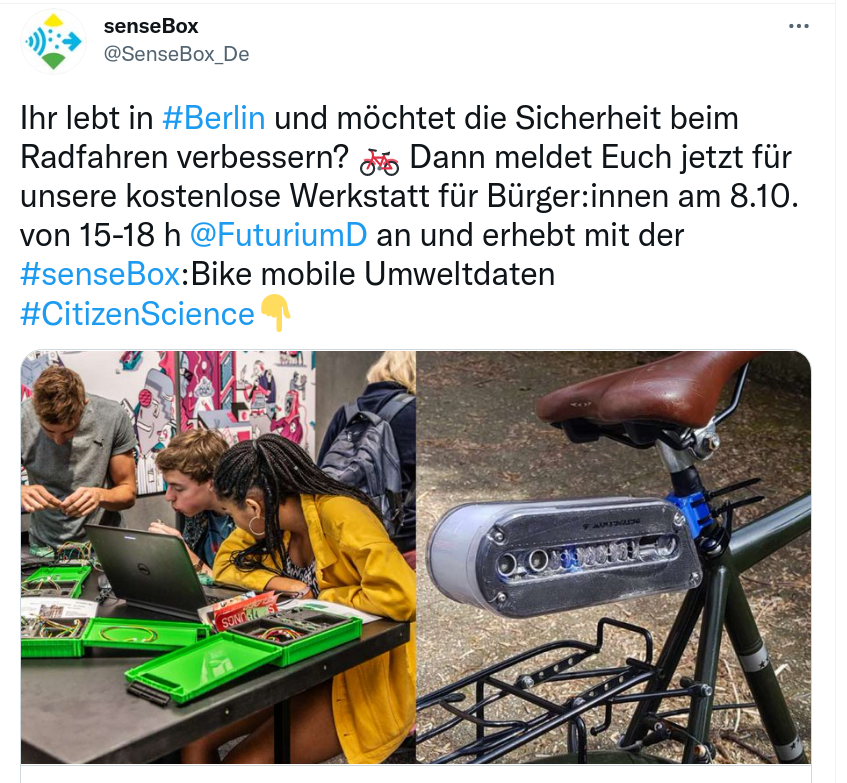 senseBox
@SenseBox_De
Ihr lebt in #Berlin und möchtet die Sicherheit beim
Radfahren verbessern? 🚲 Dann meldet Euch jetzt für
unsere kostenlose Werkstatt für Bürger:innen am 8.10.
von 15-18 h @FuturiumD an und erhebt mit der
#senseBox:Bike mobile Umweltdaten
#CitizenScience👇
DELL